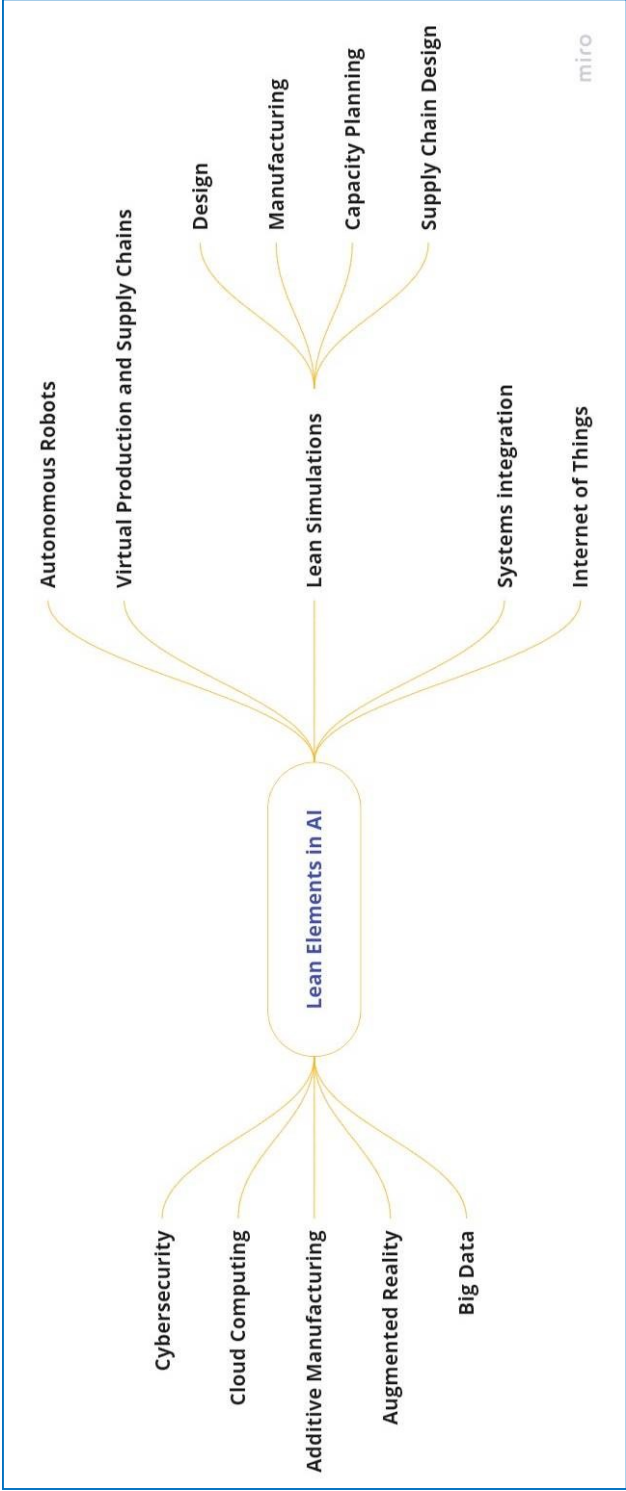 Lean Elements in AI
Autonomous Robots
Virtual Production and Supply Chains
Lean Simulations
Design
Manufacturing
Capacity Planning
Supply Chain Design
Systems integration
Internet of Things
Cybersecurity
Cloud Computing
Additive Manufacturing
Augmented Reality
Big Data
miro